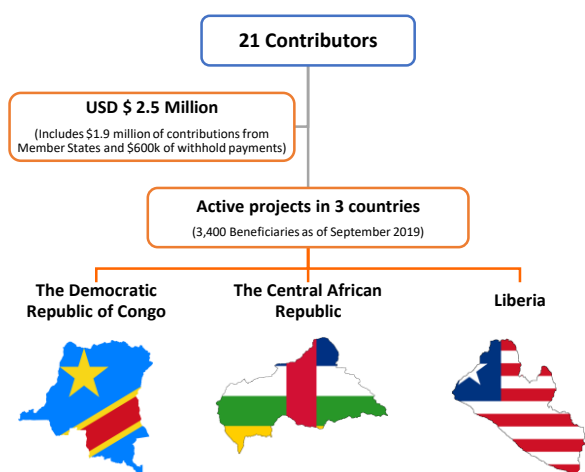 21 Contributors
USD $ 2.5 Million
(Includes $1.9 million of contributions from
Member States and $600k of withhold payments)
Active projects in 3 countries
(3,400 Beneficiaries as of September 2019)
The Democratic
Republic of Congo
The Central African
Republic
Liberia